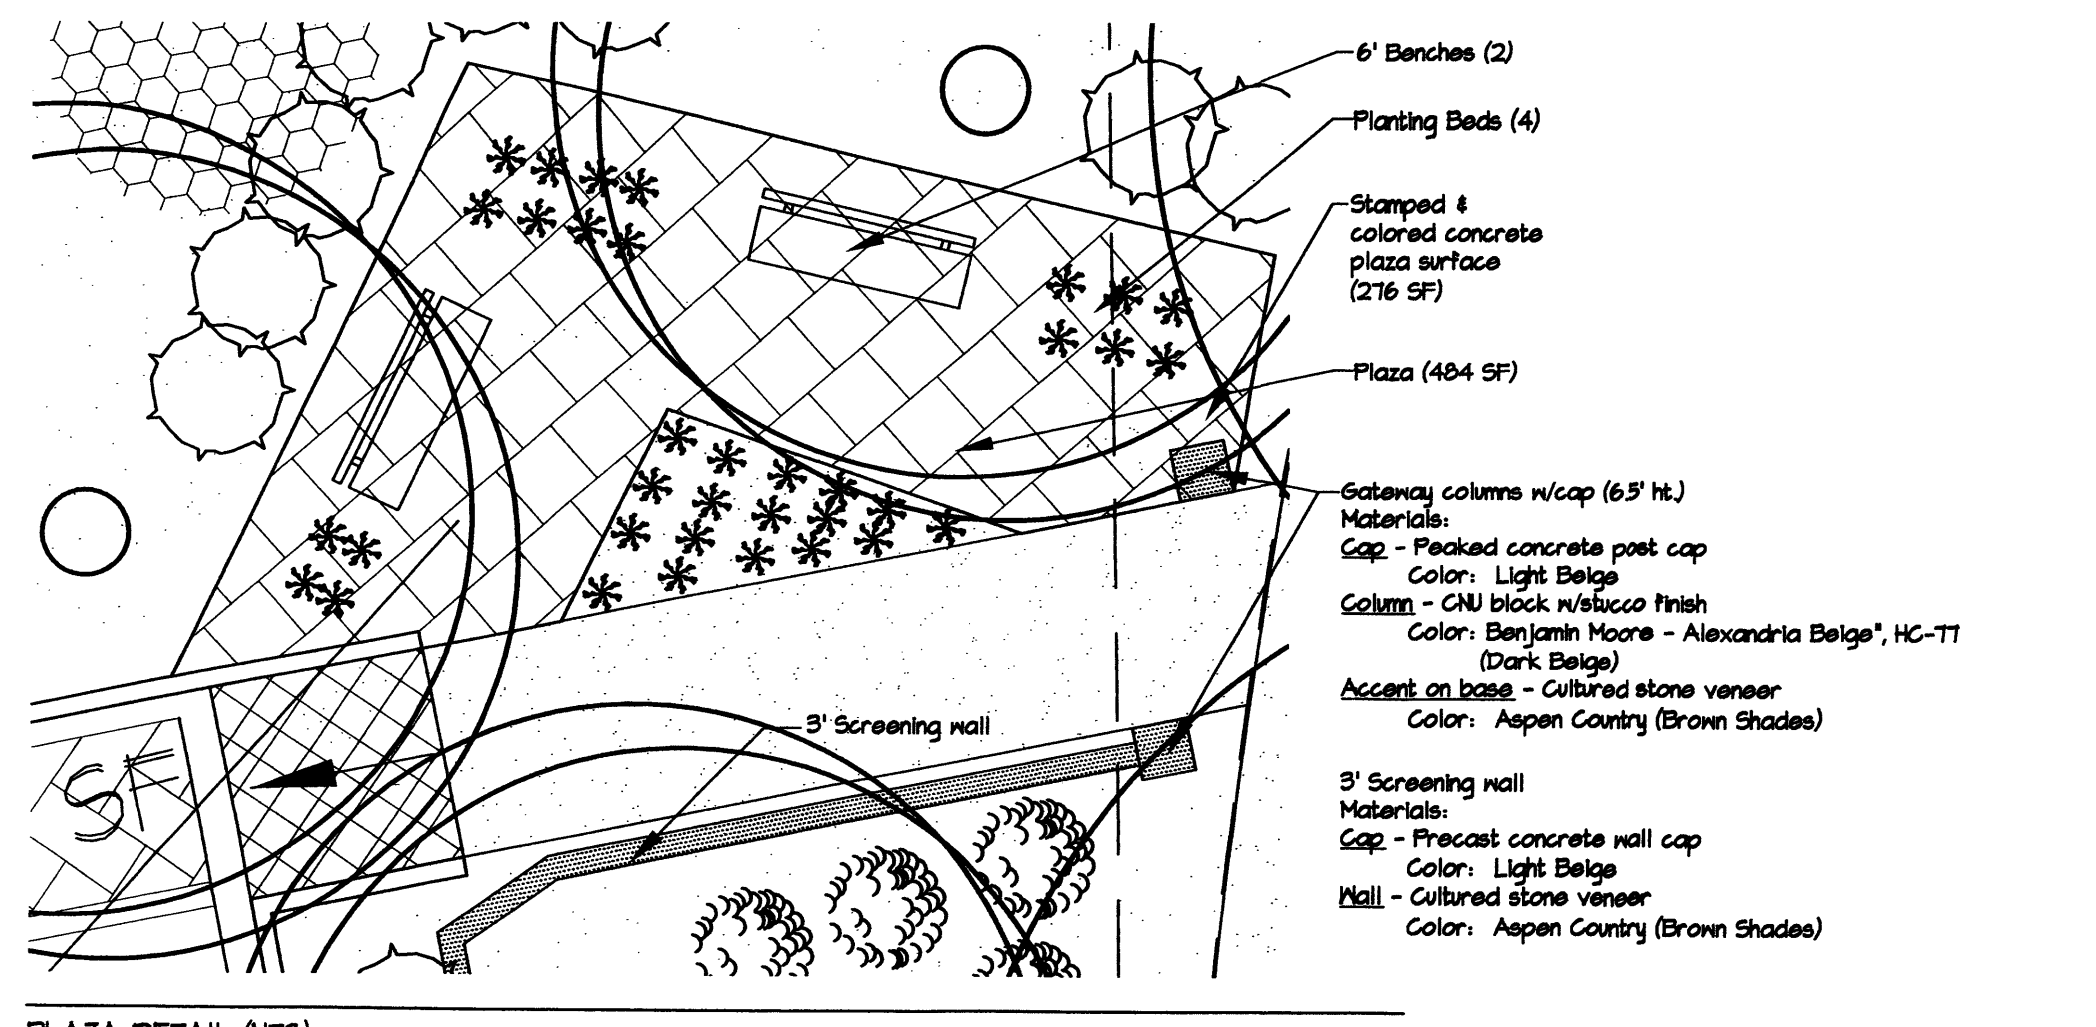 6' Benches (2)
Planting Beds (4)
Stamped &
colored concrete
plaza surface
(276 SF)
Plaza (484 SF)
Gateway columns w/cap (6.5' ht.)
Materials:
Cap - Peaked concrete post cap
Color: Light Beige
Column - CNU block w/stucco finish
Color: Benjamin Moore - Alexandria Beige", HC-77
(Dark Beige)
Accent on base - Cultured stone veneer
Color: Aspen Country (Brown Shades)
3' Screening wall
SF
3' Screening wall
Materials:
Cap - Precast concrete wall cap
Color: Light Beige
Wall - Cultured stone veneer
Color: Aspen Country (Brown Shades)
PLAZA DETAIL (NTS)